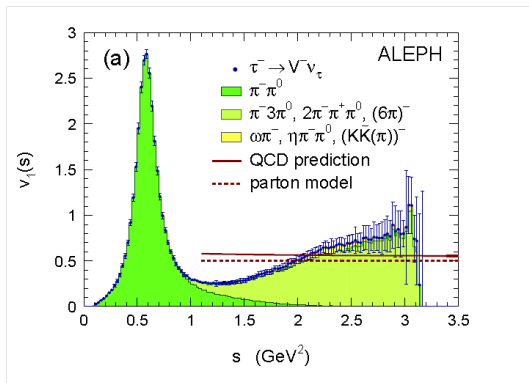 (a)
ALEPH
τ⁻ → V⁻ν_τ
π⁻π⁰
π⁻3π⁰, 2π⁻π⁺π⁰, (6π)⁻
ωπ⁻, ηπ⁻π⁰, (KK̄(π))⁻
QCD prediction
parton model
v₁(s)
3
2.5
2
1.5
1
0.5
0
0 0.5 1 1.5 2 2.5 3 3.5
s (GeV²)